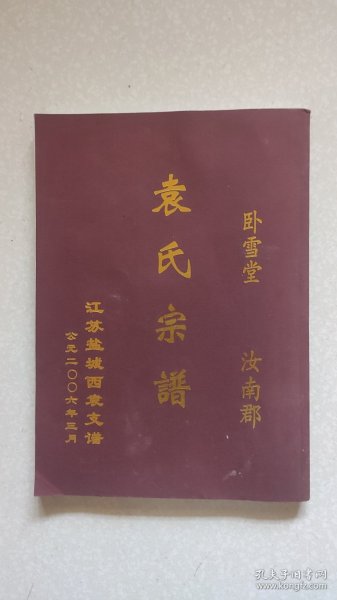 卧雪堂 汝南郡
袁氏宗譜
江苏盐城西袁支谱
公元二〇〇六年三月
孔夫子旧书网